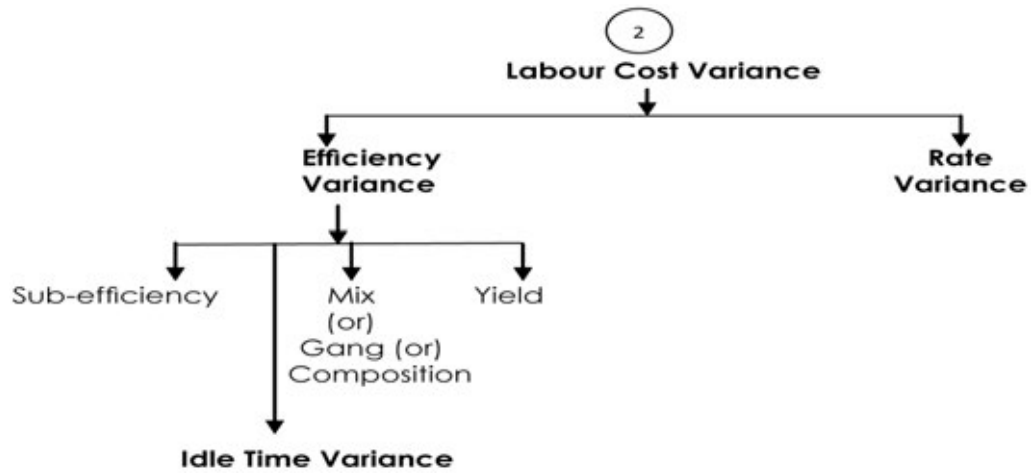 2
Labour Cost Variance
Efficiency
Variance
Rate
Variance
Sub-efficiency
Mix
(or)
Gang (or)
Composition
Yield
Idle Time Variance